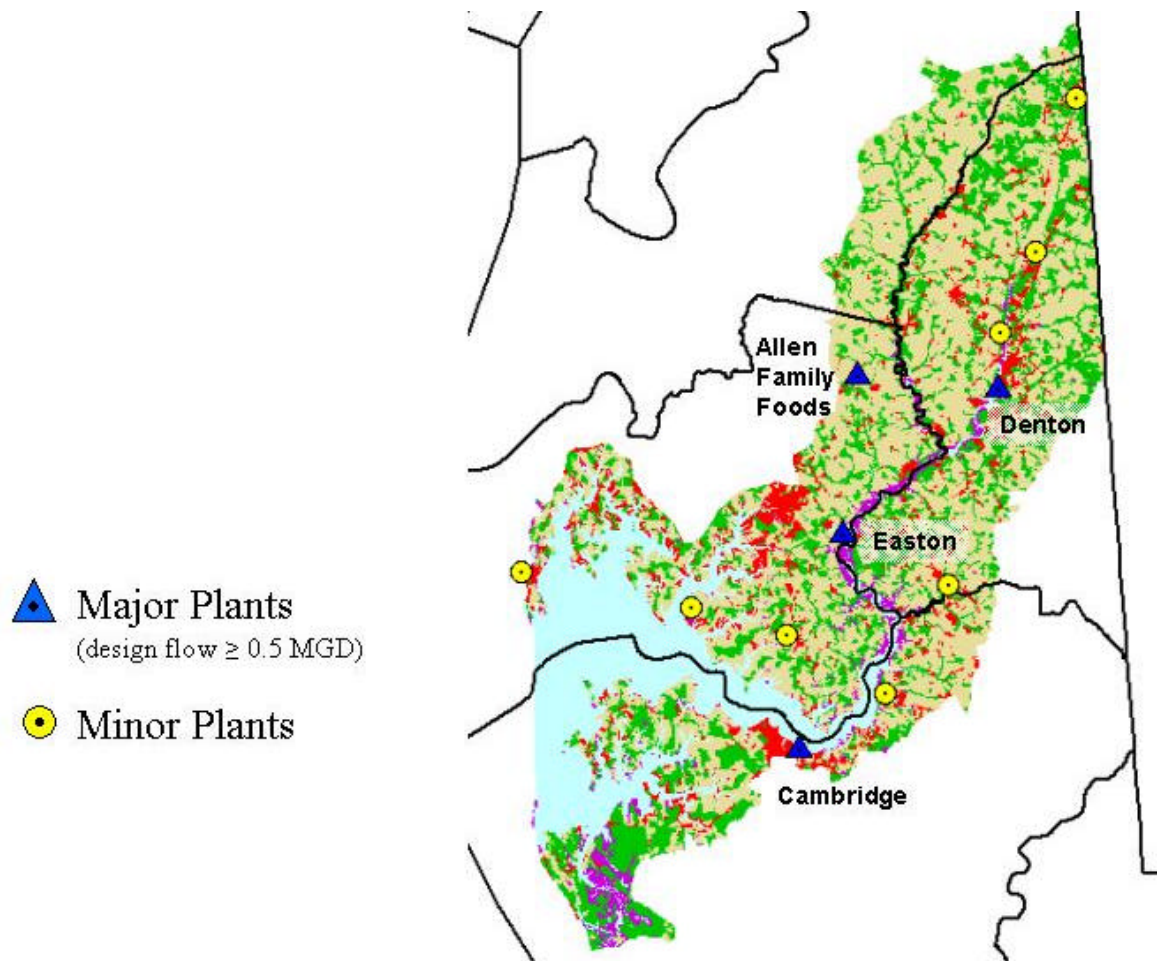 Allen
Family
Foods
Denton
Easton
Major Plants
(design flow ≥ 0.5 MGD)
Minor Plants
Cambridge